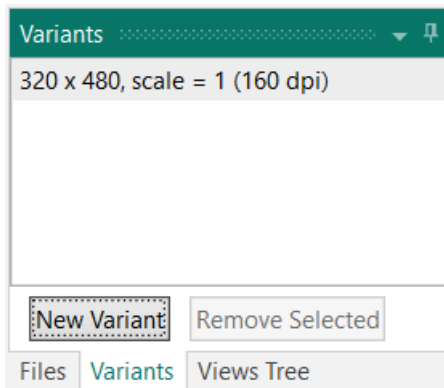 Variants
320 x 480, scale = 1 (160 dpi)
New Variant Remove Selected
Files Variants Views Tree